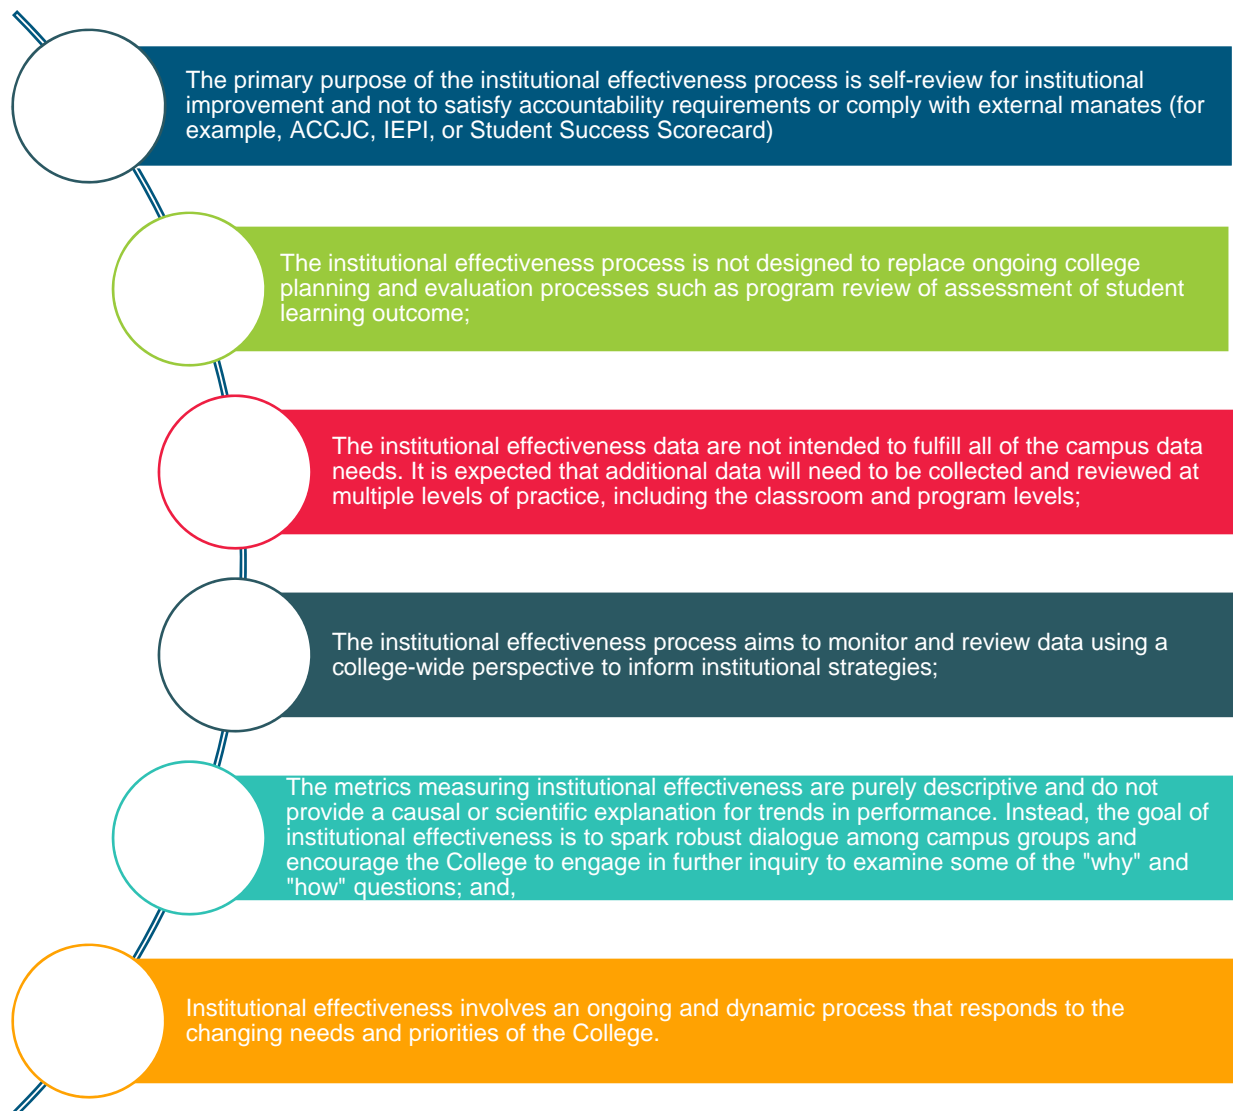 The primary purpose of the institutional effectiveness process is self-review for institutional
improvement and not to satisfy accountability requirements or comply with external manates (for
example, ACCJC, IEPI, or Student Success Scorecard)
The institutional effectiveness process is not designed to replace ongoing college
planning and evaluation processes such as program review of assessment of student
learning outcome;
The institutional effectiveness data are not intended to fulfill all of the campus data
needs. It is expected that additional data will need to be collected and reviewed at
multiple levels of practice, including the classroom and program levels;
The institutional effectiveness process aims to monitor and review data using a
college-wide perspective to inform institutional strategies;
The metrics measuring institutional effectiveness are purely descriptive and do not
provide a causal or scientific explanation for trends in performance. Instead, the goal of
institutional effectiveness is to spark robust dialogue among campus groups and
encourage the College to engage in further inquiry to examine some of the "why" and
"how" questions; and,
Institutional effectiveness involves an ongoing and dynamic process that responds to the
changing needs and priorities of the College.